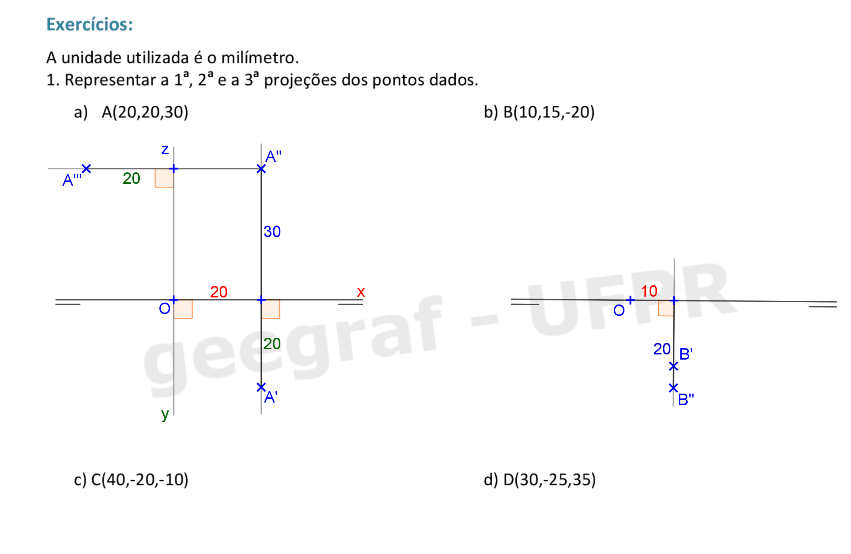 Exercícios:
A unidade utilizada é o milímetro.
1. Representar a 1ª, 2ª e a 3ª projeções dos pontos dados.
a) A(20,20,30)
b) B(10,15,-20)
z
A"
A'"
20
30
20
x
O
20
A'
y
10
O
20
B'
B"
geegraf - UFPR
c) C(40,-20,-10)
d) D(30,-25,35)